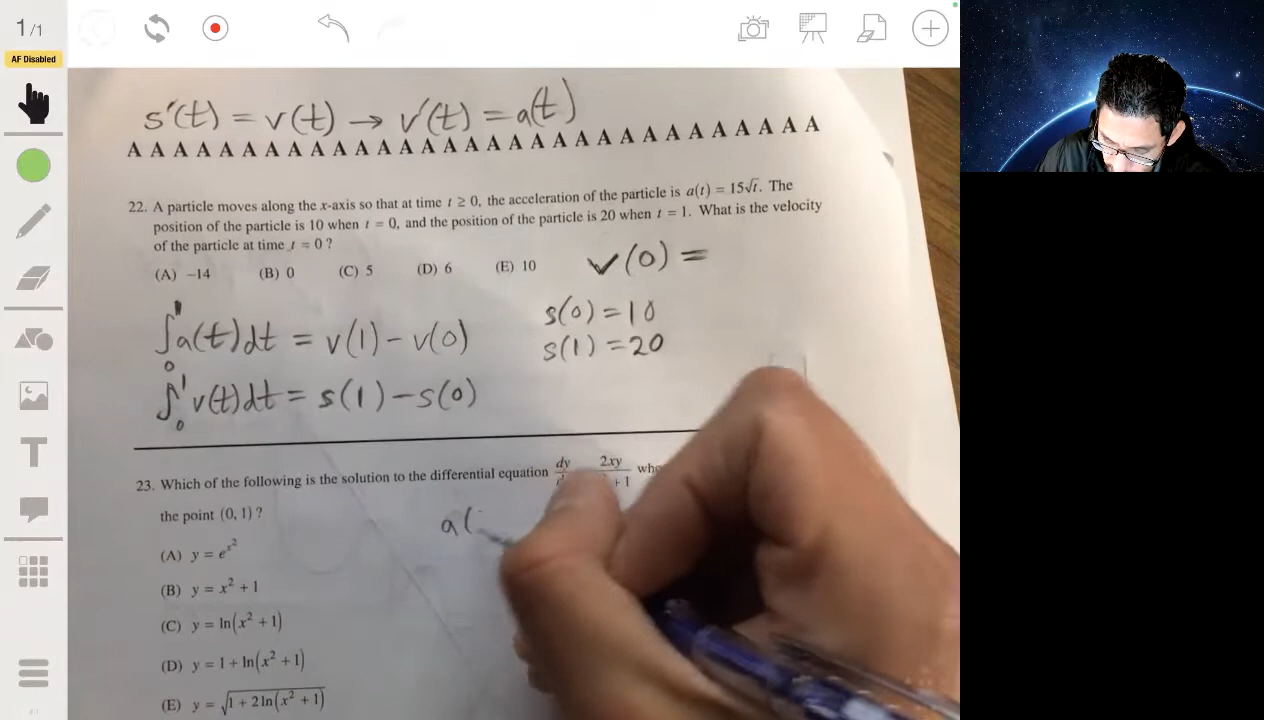 1/1
AF Disabled
s'(t) = v(t) → v'(t) = a(t)
A A A A A A A A A A A A A A A A A A A A A A A A A A A A A A
22. A particle moves along the x-axis so that at time t ≥ 0, the acceleration of the particle is a(t) = 15√t. The
position of the particle is 10 when t = 0, and the position of the particle is 20 when t = 1. What is the velocity
of the particle at time t = 0?
(A) −14 (B) 0 (C) 5 (D) 6 (E) 10
v(0) =
s(0) = 10
s(1) = 20
∫₀¹ a(t)dt = v(1) − v(0)
∫₀¹ v(t)dt = s(1) − s(0)
23. Which of the following is the solution to the differential equation dy 2xy
+ 1
the point (0, 1)?
a(
(A) y = e^x²
(B) y = x² + 1
(C) y = ln(x² + 1)
(D) y = 1 + ln(x² + 1)
(E) y = √(1 + 2 ln(x² + 1))
T